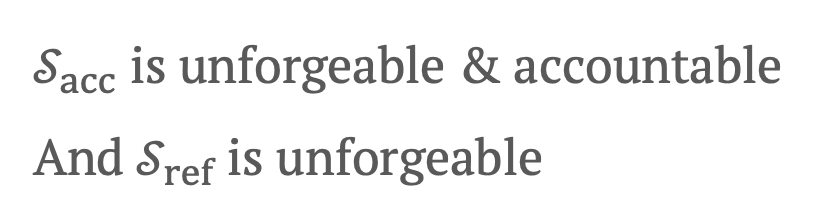 𝒮acc is unforgeable & accountable
And 𝒮ref is unforgeable